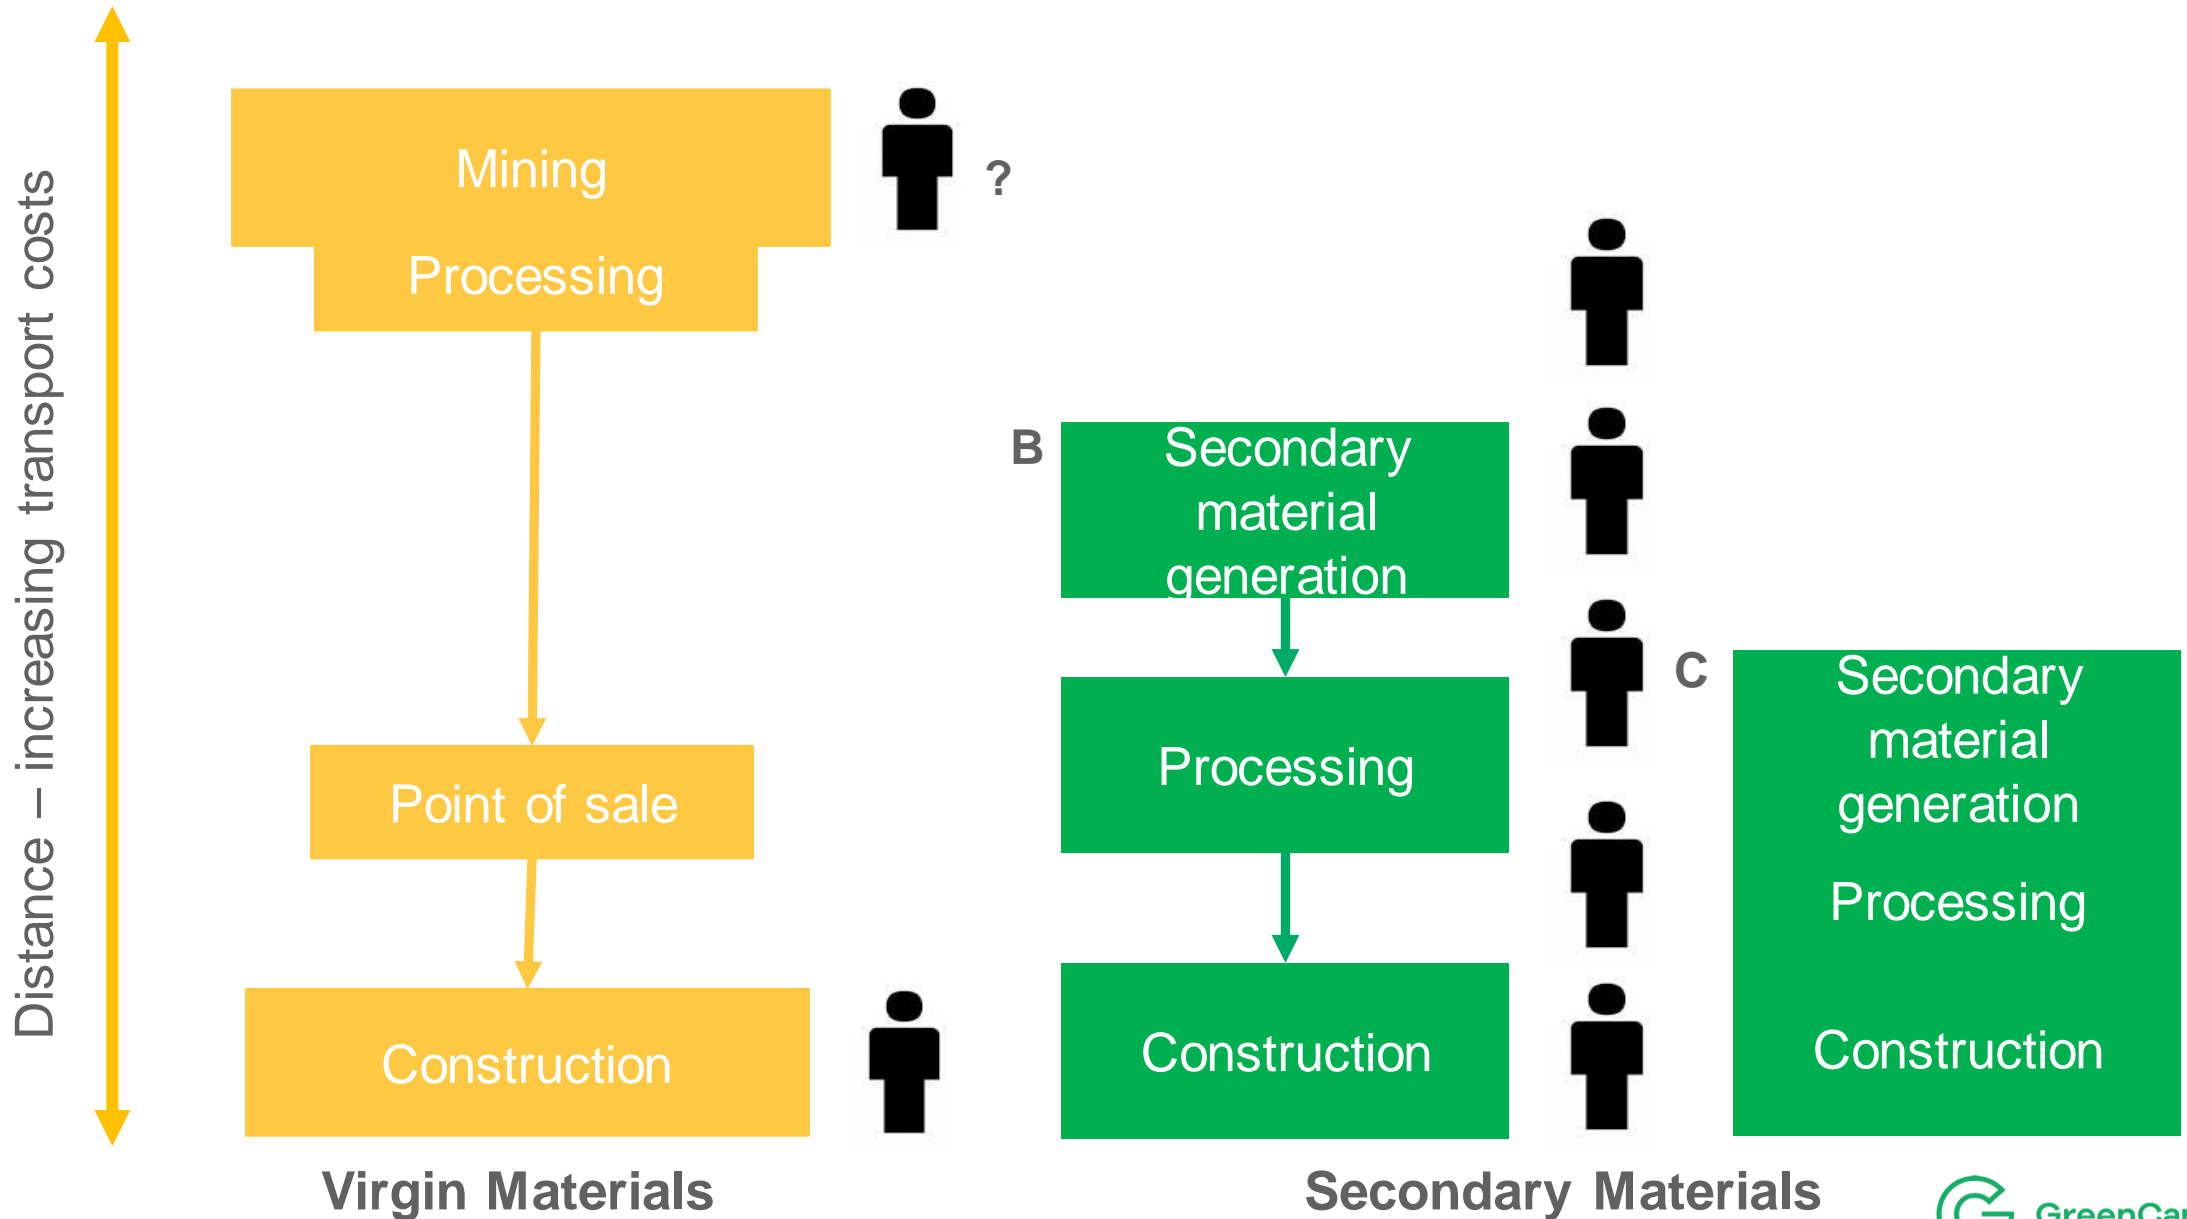 Distance – increasing transport costs
Mining
?
Processing
Point of sale
Construction
Virgin Materials
B
Secondary
material
generation
Processing
Construction
C
Secondary
material
generation
Processing
Construction
Secondary Materials